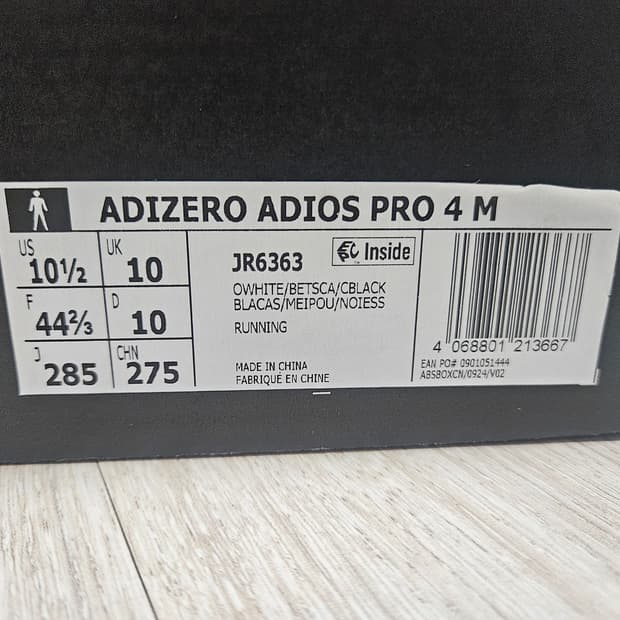 ADIZERO ADIOS PRO 4 M
US 10½ UK 10
F 44⅔ D 10
J 285 CHN 275
JR6363 Inside
OWHITE/BETSCA/CBLACK
BLACAS/MEIPOU/NOIESS
RUNNING
MADE IN CHINA
FABRIQUÉ EN CHINE
4 068801 213667
EAN PO# 0901051444
ABSBOXCN/0924/V02